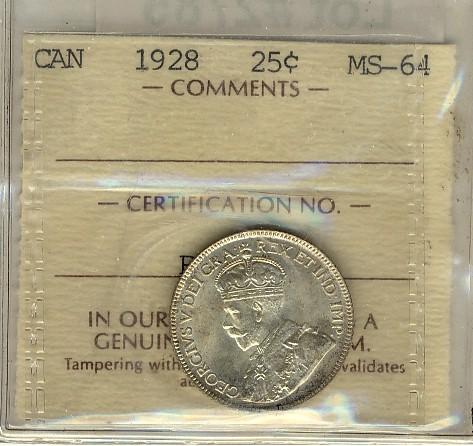 CAN 1928 25¢ MS-64
— COMMENTS —
— CERTIFICATION NO. —
IN OUR A
GENUIN M.
Tampering with validates
GEORGIVS V DEI GRA: REX ET IND: IMP: